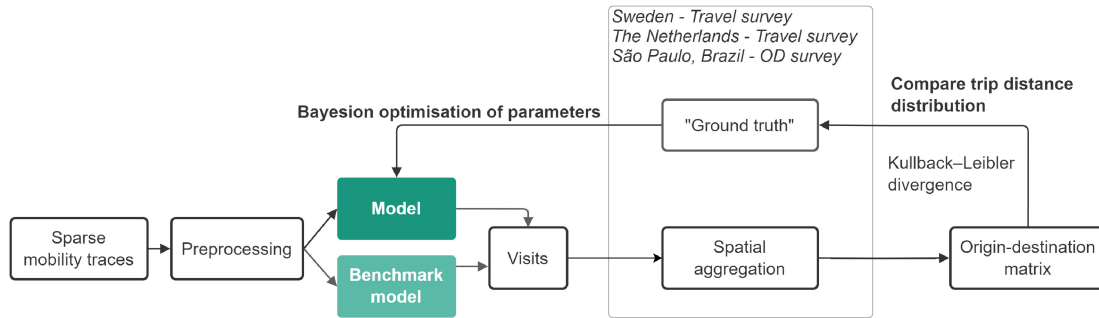 Sweden - Travel survey
The Netherlands - Travel survey
São Paulo, Brazil - OD survey
Compare trip distance
distribution
Bayesion optimisation of parameters
"Ground truth"
Kullback–Leibler
divergence
Model
Sparse
mobility traces
Preprocessing
Benchmark
model
Visits
Spatial
aggregation
Origin-destination
matrix